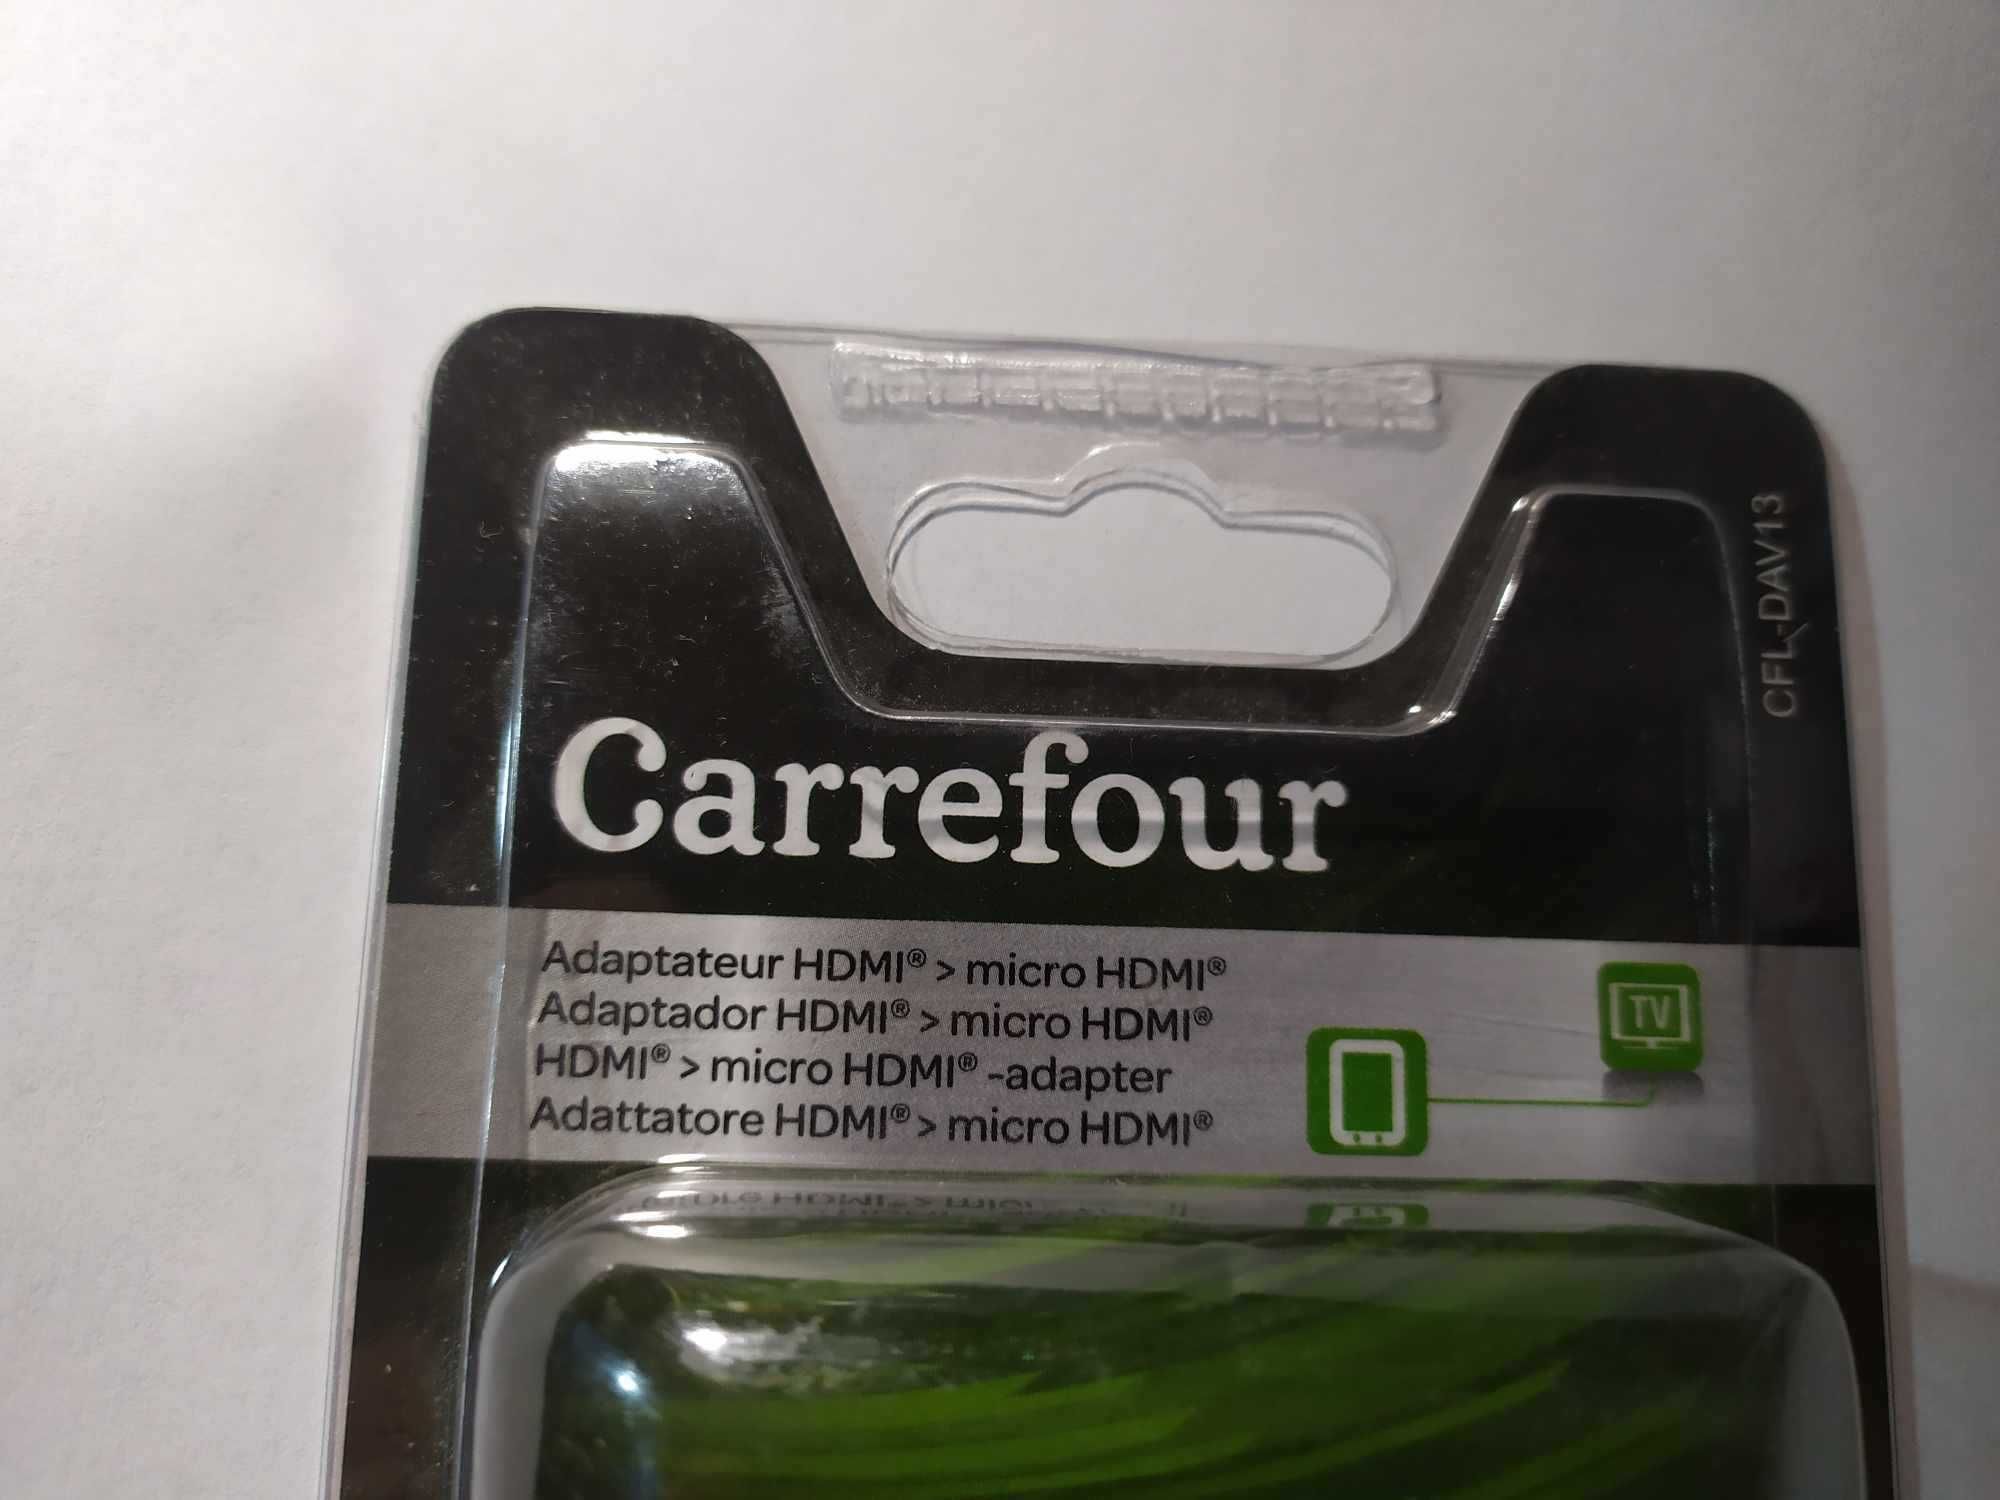 CFL-DAV13
Carrefour
Adaptateur HDMI® > micro HDMI®
Adaptador HDMI® > micro HDMI®
HDMI® > micro HDMI® -adapter
Adattatore HDMI® > micro HDMI®
TV